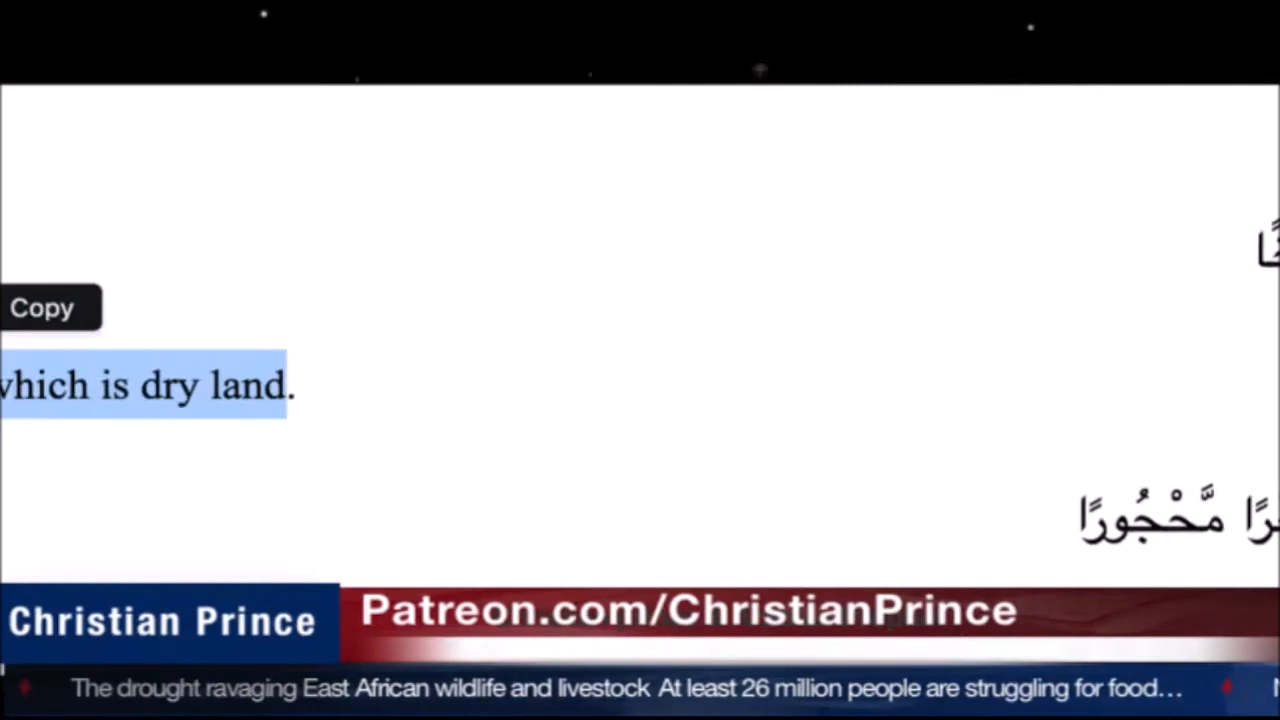 Copy
which is dry land.
مَّحْجُورًا
Christian Prince
Patreon.com/ChristianPrince
The drought ravaging East African wildlife and livestock At least 26 million people are struggling for food...